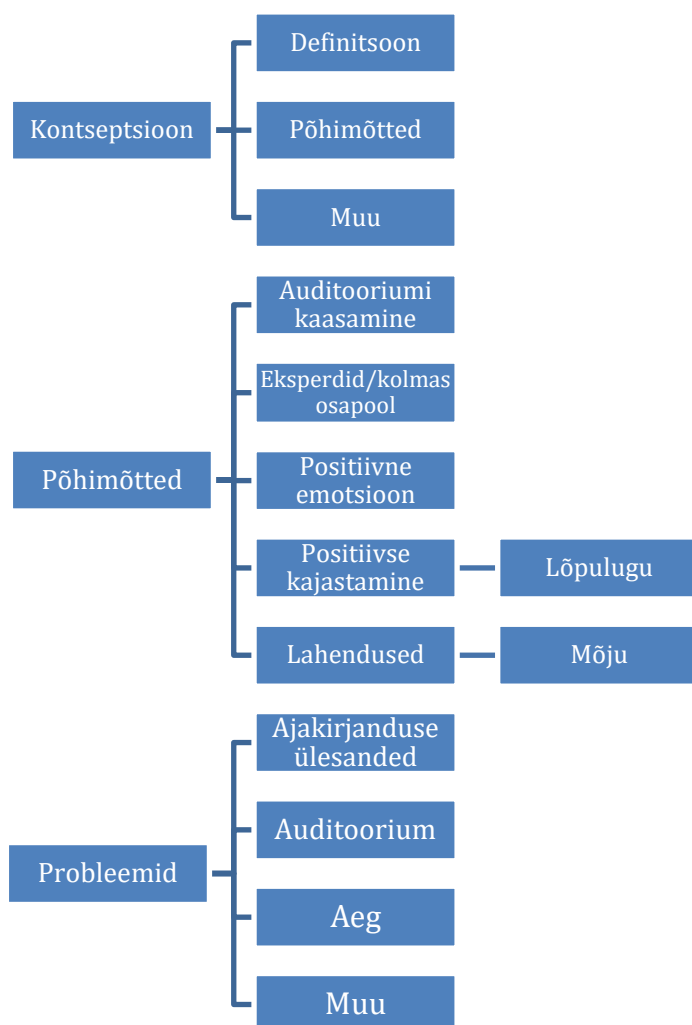 Kontseptsioon
Definitsoon
Põhimõtted
Muu
Põhimõtted
Auditooriumi
kaasamine
Eksperdid/kolmas
osapool
Positiivne
emotsioon
Positiivse
kajastamine
Lõpulugu
Lahendused
Mõju
Probleemid
Ajakirjanduse
ülesanded
Auditoorium
Aeg
Muu